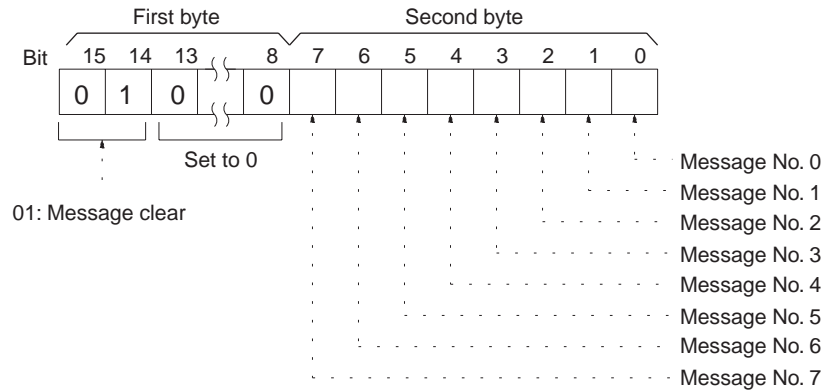 First byte Second byte
Bit 15 14 13 8 7 6 5 4 3 2 1 0
0 1 0 0
Set to 0
Message No. 0
Message No. 1
01: Message clear
Message No. 2
Message No. 3
Message No. 4
Message No. 5
Message No. 6
Message No. 7